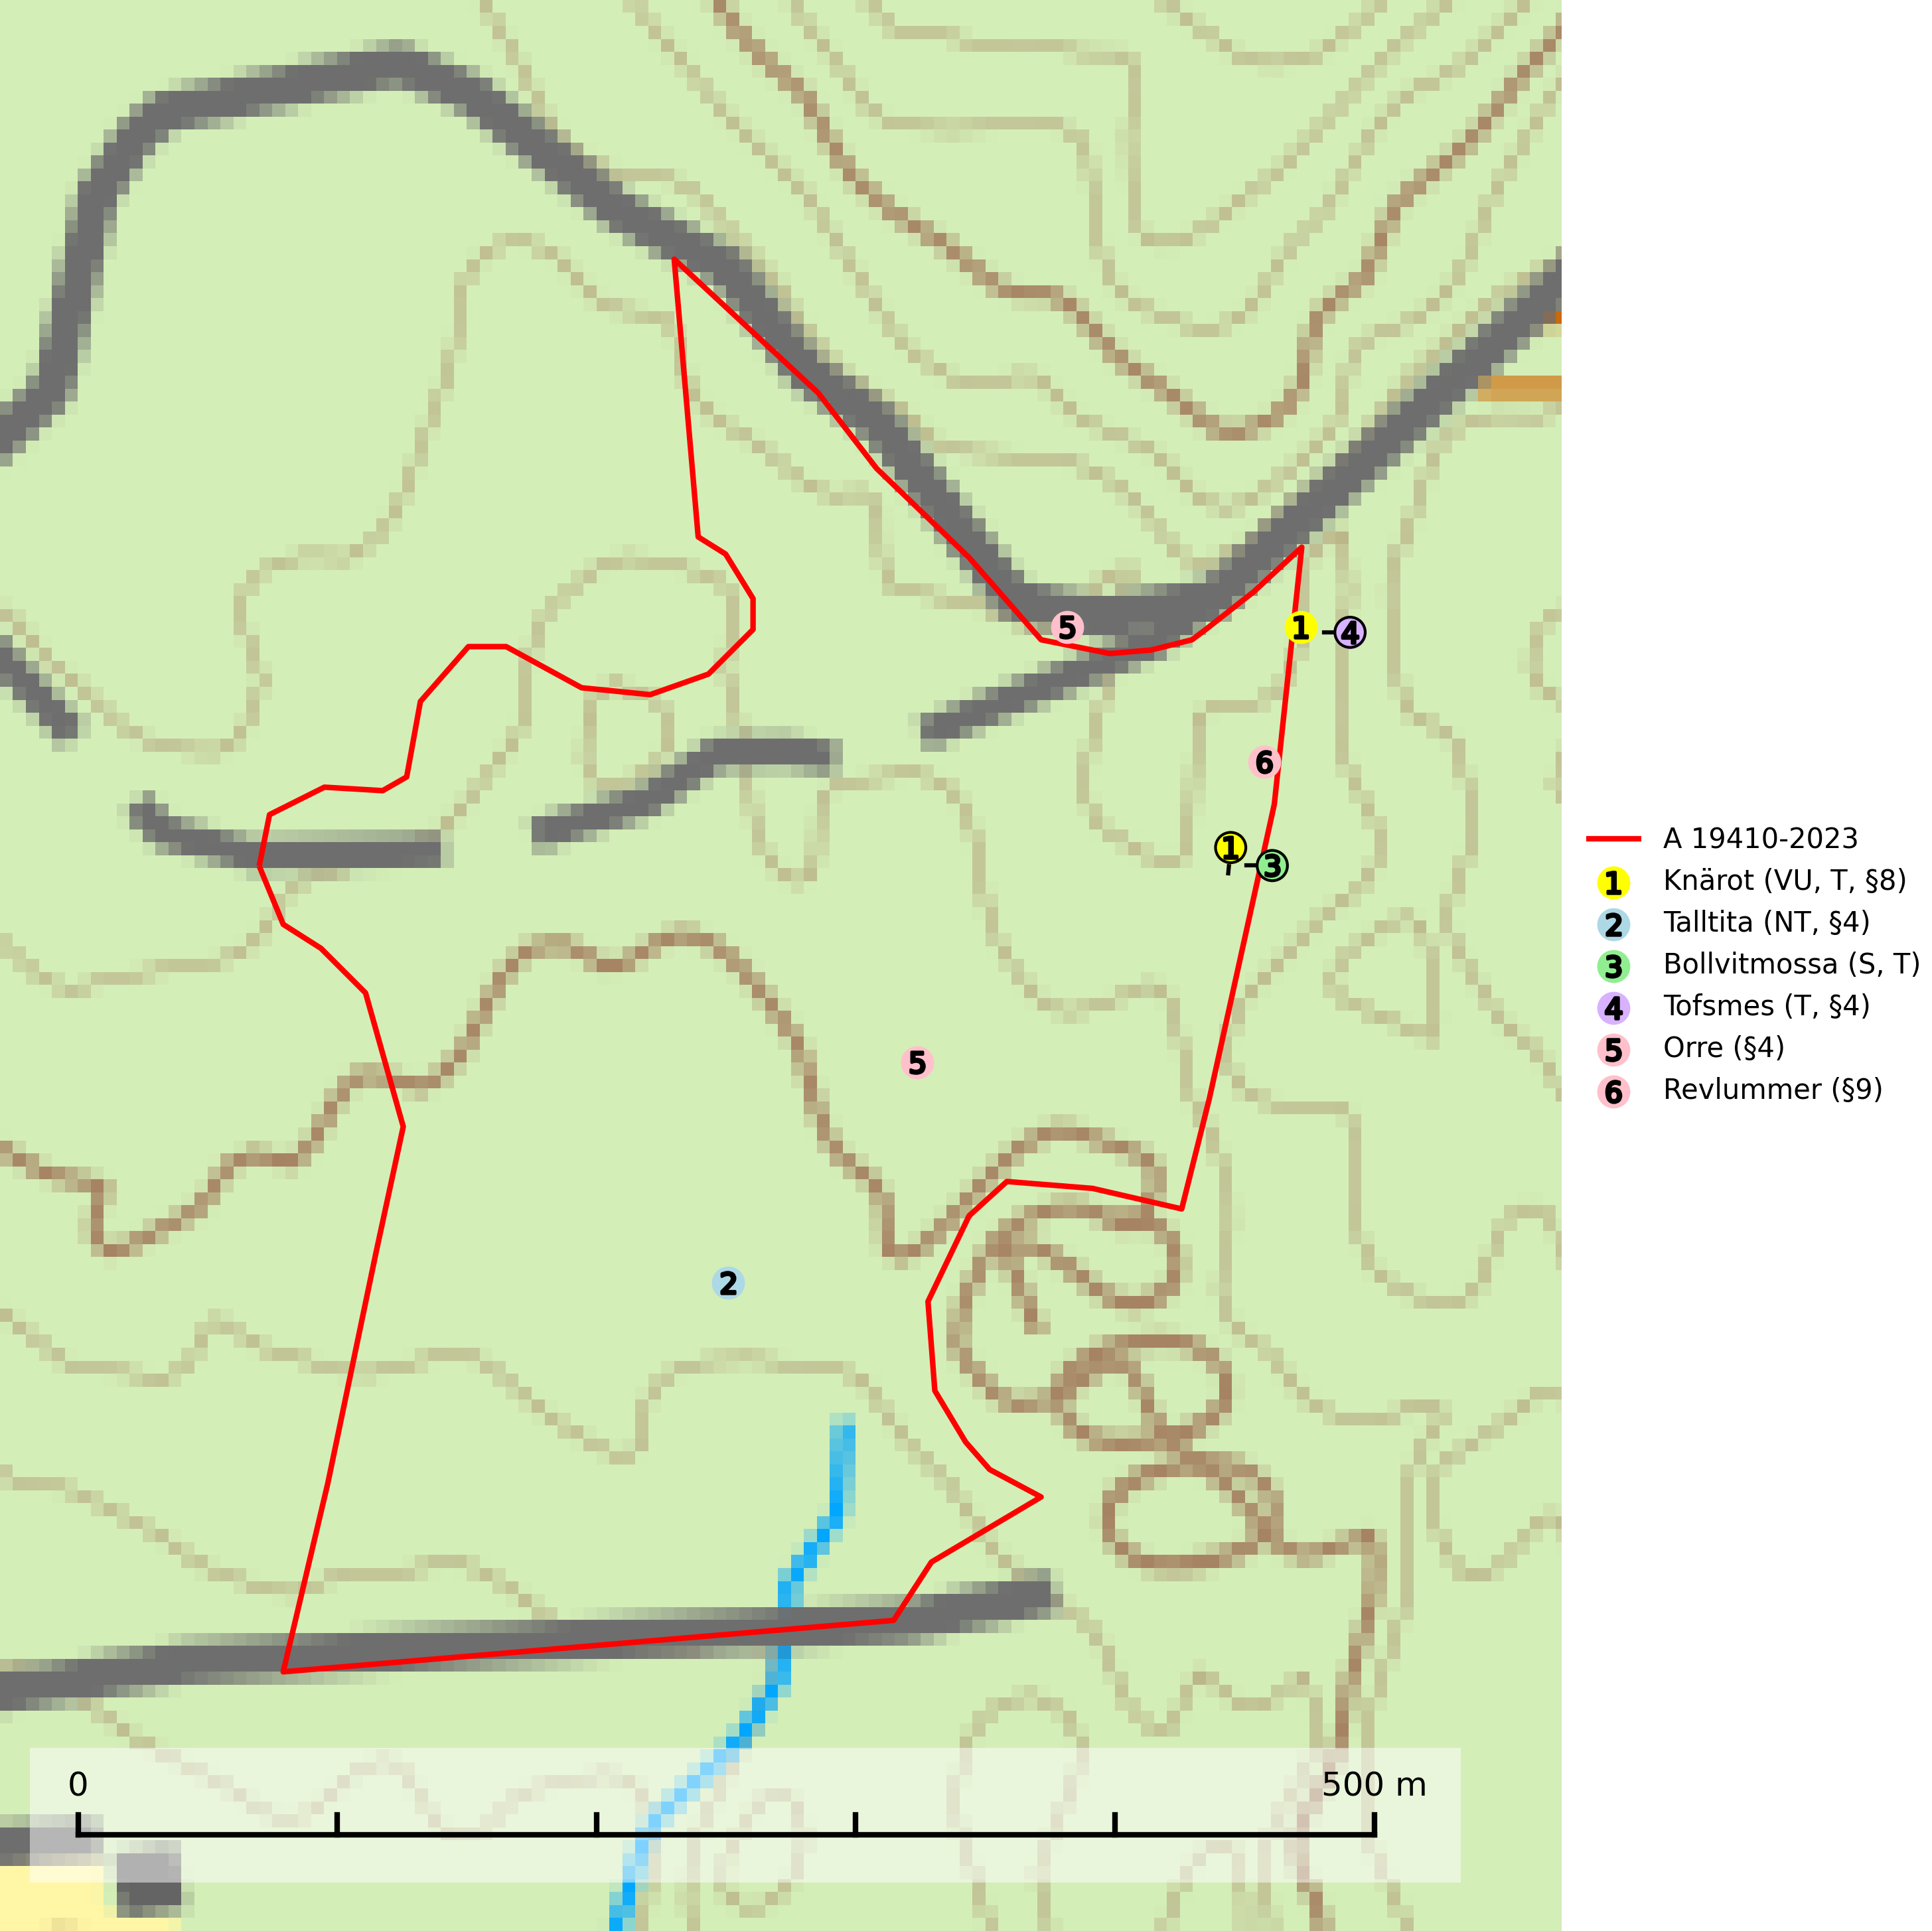 5
1
4
6
1
3
5
2
0
500 m
A 19410-2023
1 Knärot (VU, T, §8)
2 Talltita (NT, §4)
3 Bollvitmossa (S, T)
4 Tofsmes (T, §4)
5 Orre (§4)
6 Revlummer (§9)